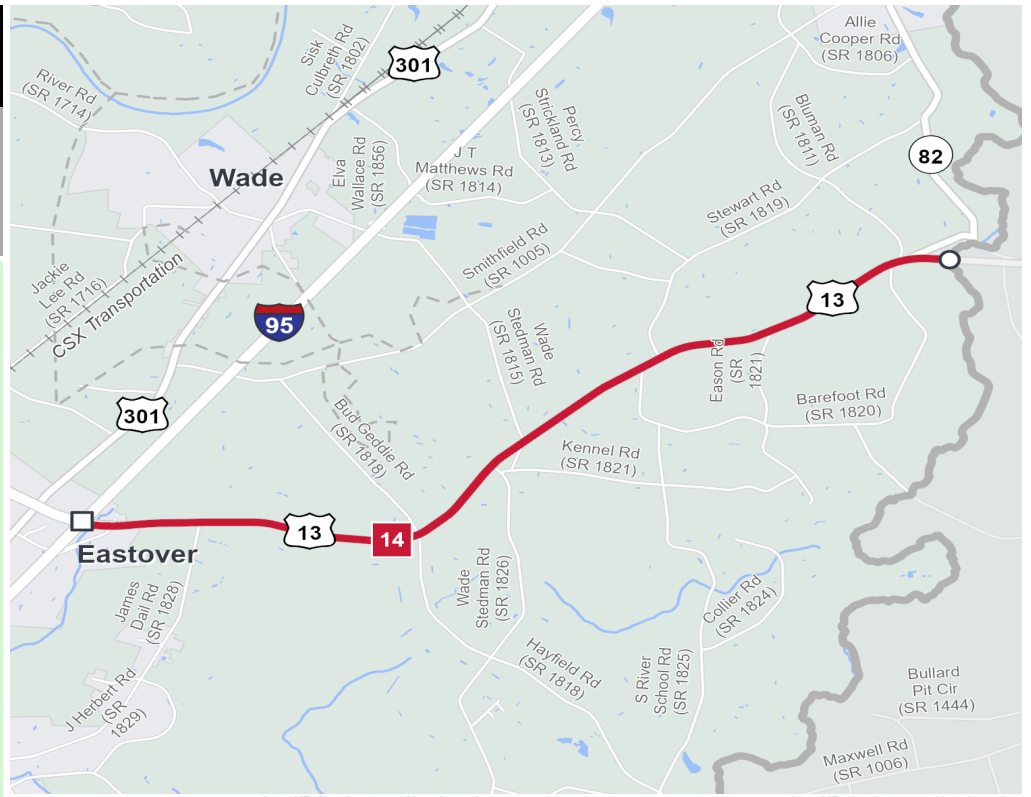 Allie
Cooper Rd
(SR 1806)
Sisk
Culbreth Rd
(SR 1802)
301
River Rd
(SR 1714)
Percy
Strickland Rd
(SR 1813)
Bluman Rd
(SR 1811)
82
J T
Matthews Rd
(SR 1814)
Elva
Wallace Rd
(SR 1856)
Wade
Stewart Rd
(SR 1819)
Smithfield Rd
(SR 1005)
Jackie
Lee Rd
(SR 1716)
CSX Transportation
95
13
Wade
Stedman Rd
(SR 1815)
Eason Rd
(SR
1821)
301
Barefoot Rd
(SR 1820)
Bud Geddie Rd
(SR 1818)
Kennel Rd
(SR 1821)
13
14
Eastover
James
Dail Rd
(SR 1828)
Wade
Stedman Rd
(SR 1826)
Collier Rd
(SR 1824)
Hayfield Rd
(SR 1818)
S River
School Rd
(SR 1825)
J Herbert Rd
(SR
1829)
Bullard
Pit Cir
(SR 1444)
Maxwell Rd
(SR 1006)